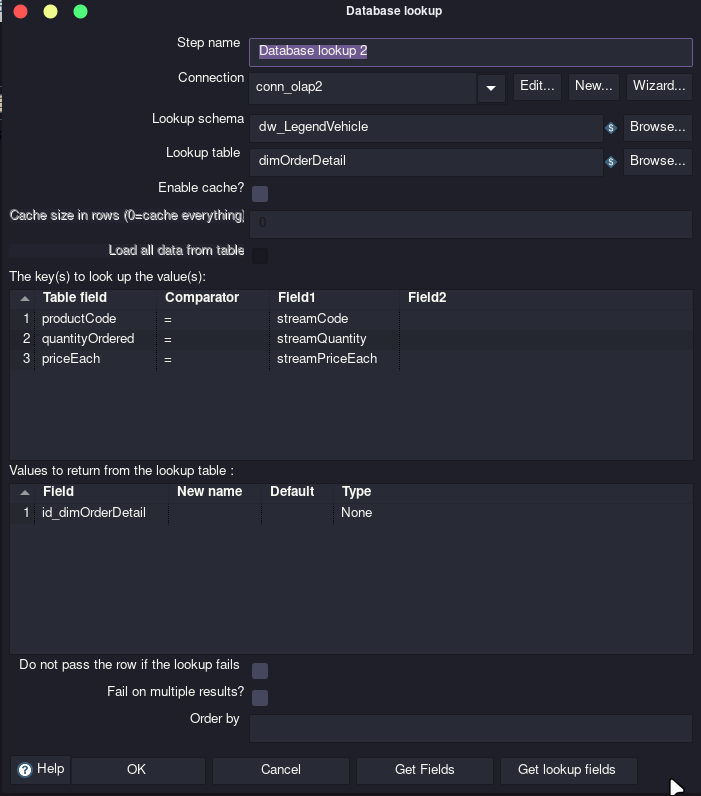 Database lookup
Step name Database lookup 2
Connection conn_olap2 Edit... New... Wizard...
Lookup schema dw_LegendVehicle Browse...
Lookup table dimOrderDetail Browse...
Enable cache?
Cache size in rows (0=cache everything) 0
Load all data from table
The key(s) to look up the value(s):
Table field Comparator Field1 Field2
1 productCode = streamCode
2 quantityOrdered = streamQuantity
3 priceEach = streamPriceEach
Values to return from the lookup table :
Field New name Default Type
1 id_dimOrderDetail None
Do not pass the row if the lookup fails
Fail on multiple results?
Order by
? Help OK Cancel Get Fields Get lookup fields